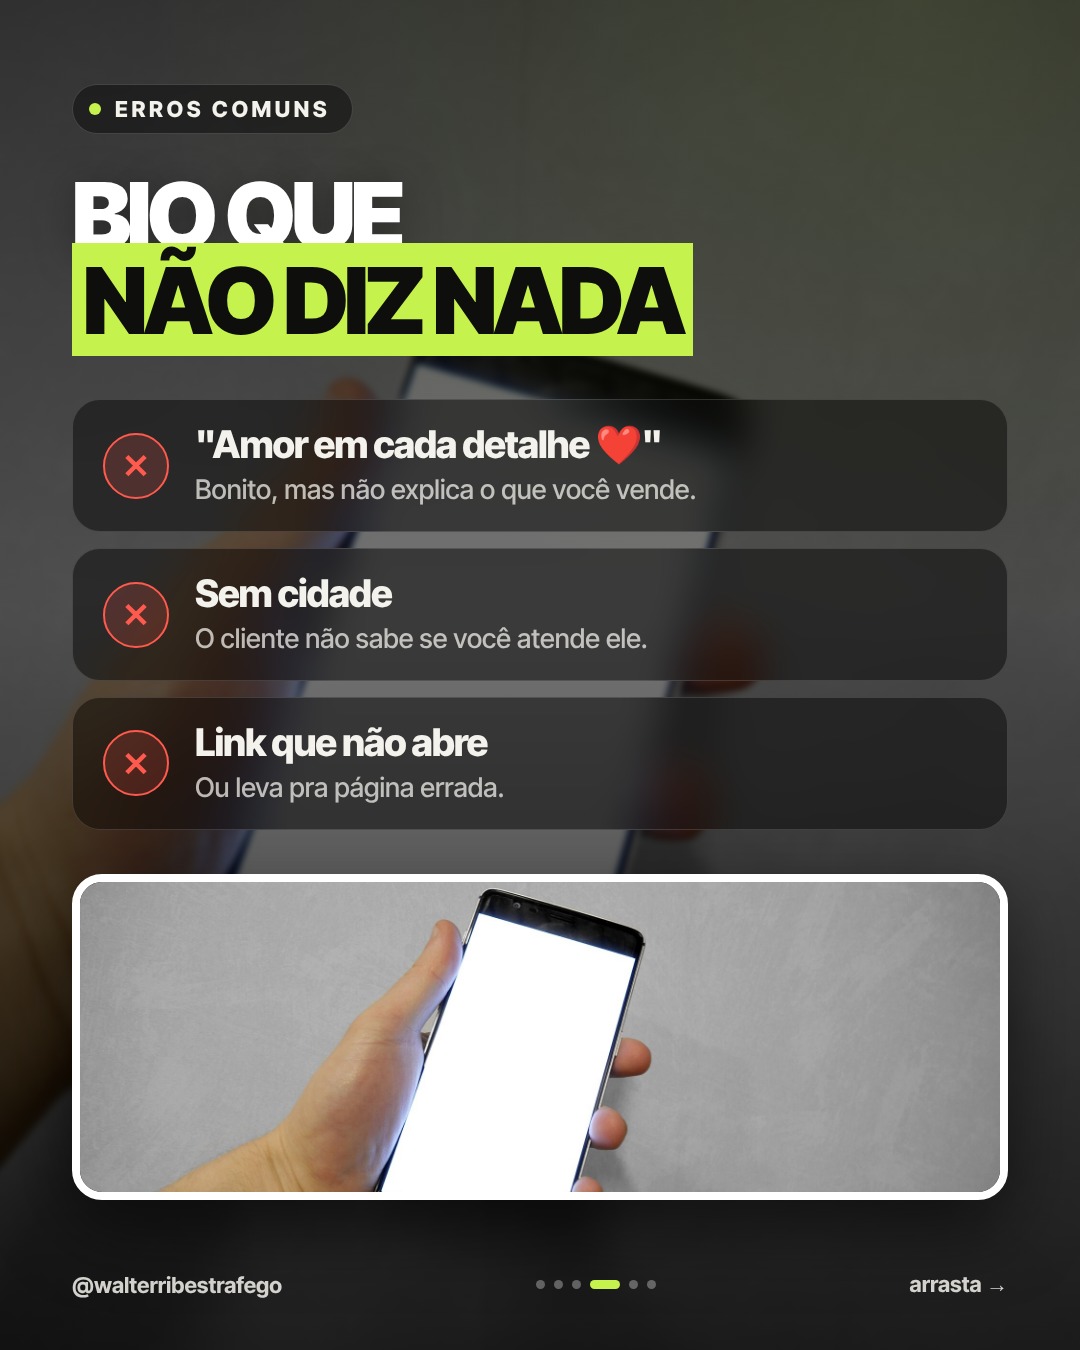 ERROS COMUNS
BIO QUE
NÃO DIZ NADA
"Amor em cada detalhe ❤️"
Bonito, mas não explica o que você vende.
Sem cidade
O cliente não sabe se você atende ele.
Link que não abre
Ou leva pra página errada.
@walterribestrafego
arrasta →